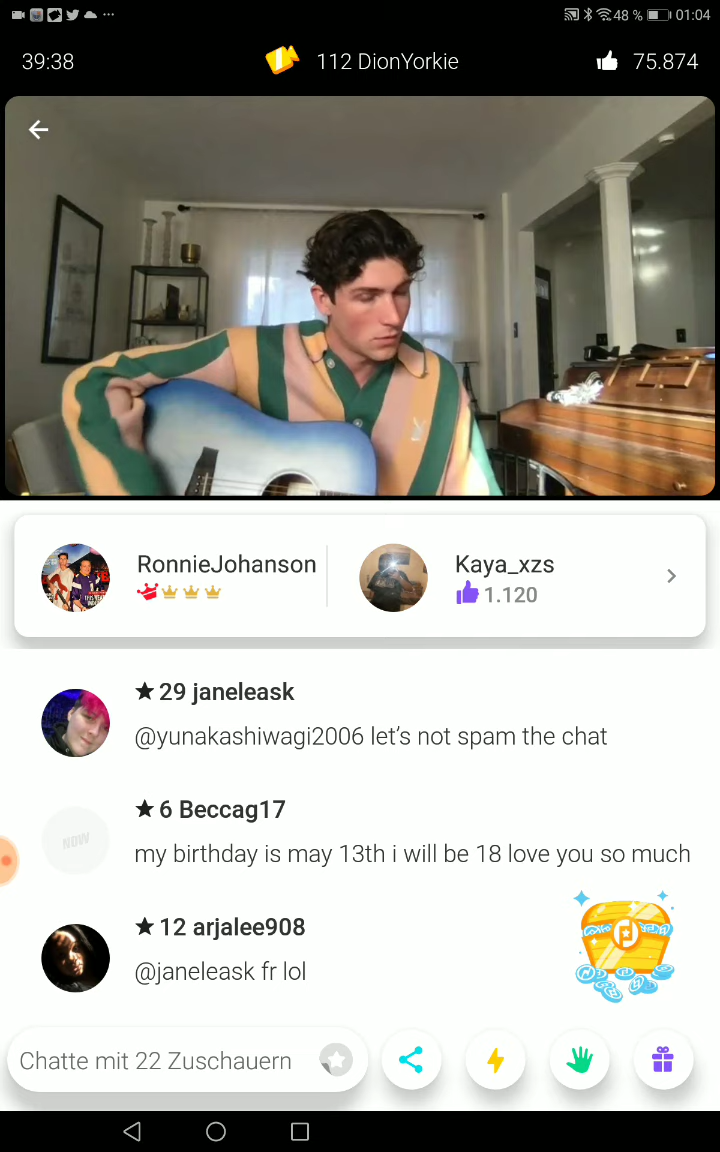 48 % 01:04
39:38 112 DionYorkie 75.874
RonnieJohanson Kaya_xzs
1.120
29 janeleask
@yunakashiwagi2006 let’s not spam the chat
6 Beccag17
NOW
my birthday is may 13th i will be 18 love you so much
12 arjalee908
@janeleask fr lol
Chatte mit 22 Zuschauern